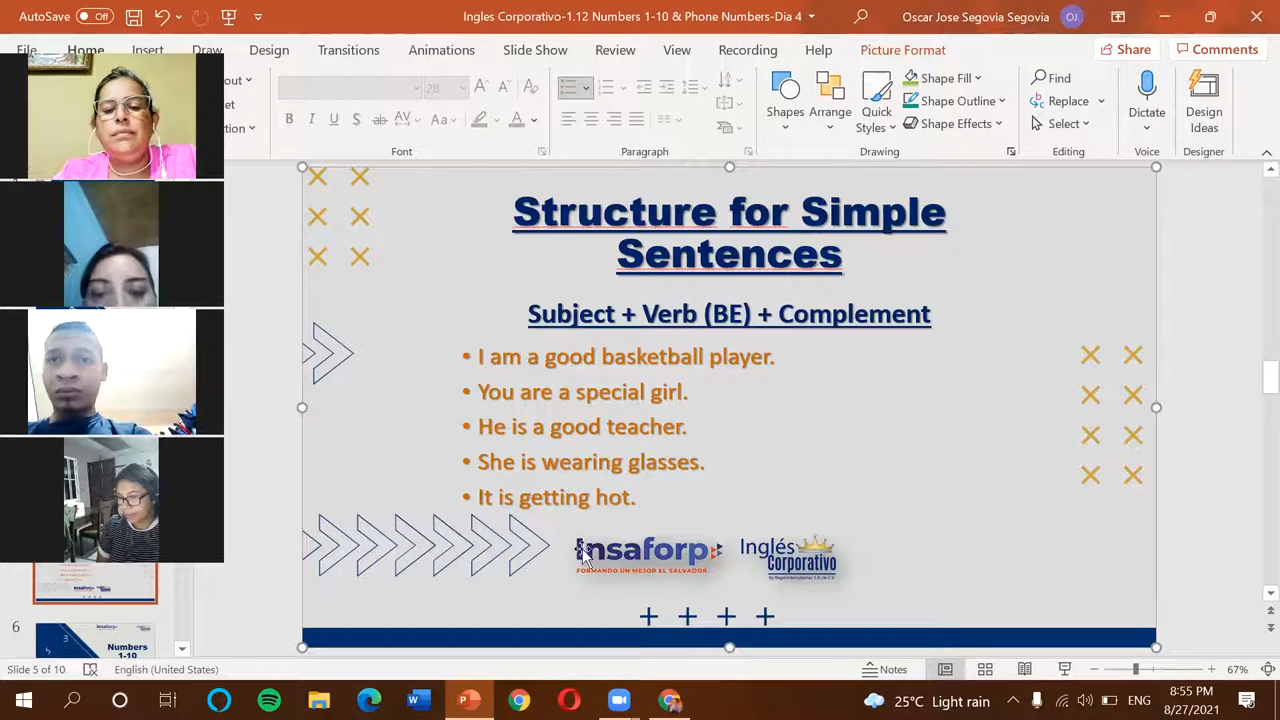 AutoSave Off
Ingles Corporativo-1.12 Numbers 1-10 & Phone Numbers-Dia 4
Oscar Jose Segovia Segovia OJ
File Home Insert Draw Design Transitions Animations Slide Show Review View Recording Help Picture Format
Share Comments
Shapes Arrange Quick Styles
Shape Fill
Shape Outline
Shape Effects
Find
Replace
Select
Dictate
Design Ideas
Font Paragraph Drawing Editing Voice Designer
Structure for Simple
Sentences
Subject + Verb (BE) + Complement
• I am a good basketball player.
• You are a special girl.
• He is a good teacher.
• She is wearing glasses.
• It is getting hot.
Insaforp
FORMANDO UN MEJOR EL SALVADOR
Inglés
Corporativo
6
Numbers
1-10
Slide 5 of 10 English (United States) Notes 67%
25°C Light rain ENG
8:55 PM
8/27/2021